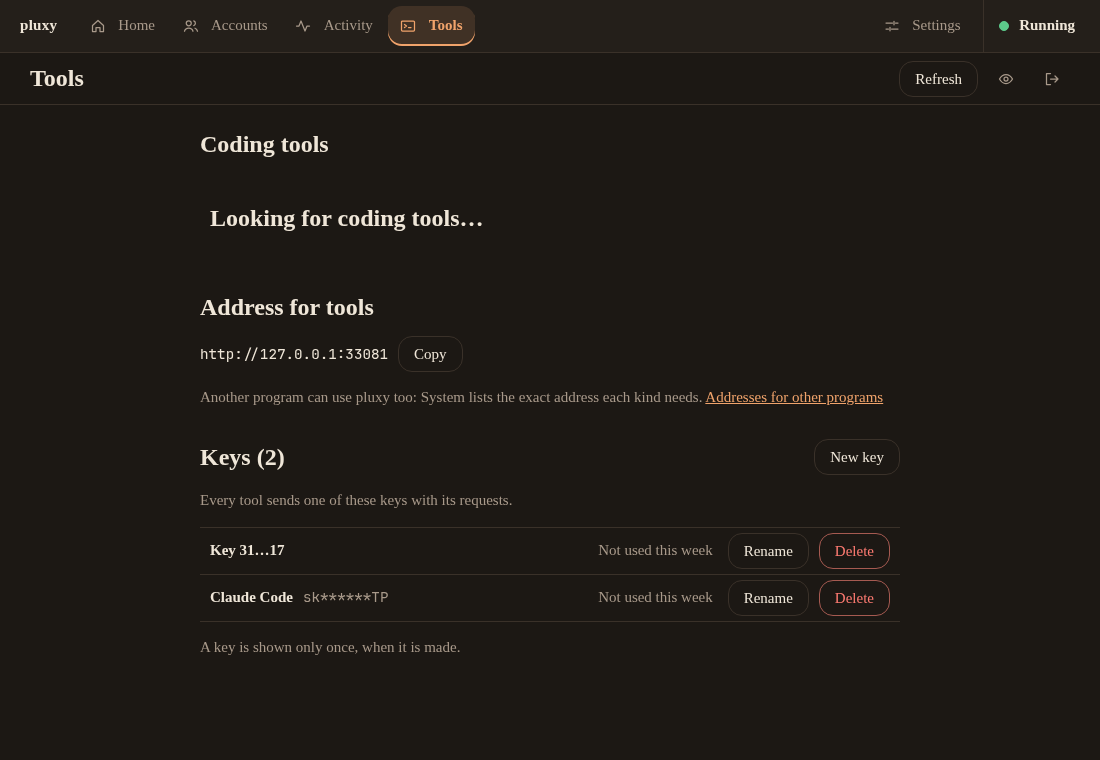 pluxy Home Accounts Activity Tools Settings Running
Tools Refresh
Coding tools
Looking for coding tools…
Address for tools
http://127.0.0.1:33081 Copy
Another program can use pluxy too: System lists the exact address each kind needs. Addresses for other programs
Keys (2) New key
Every tool sends one of these keys with its requests.
Key 31…17 Not used this week Rename Delete
Claude Code sk******TP Not used this week Rename Delete
A key is shown only once, when it is made.